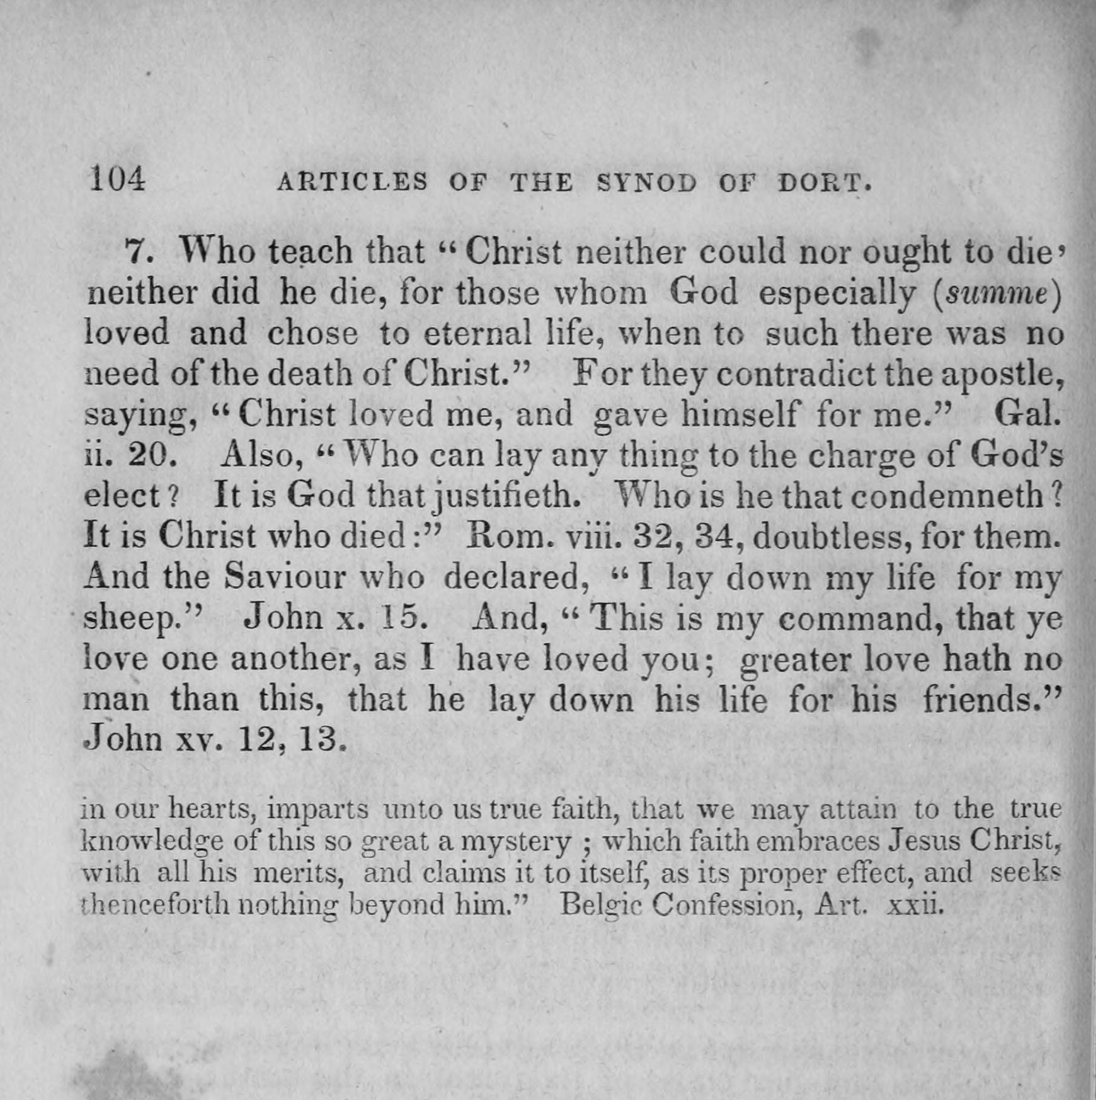 104 ARTICLES OF THE SYNOD OF DORT.
7. Who teach that “ Christ neither could nor ought to die’
neither did he die, for those whom God especially (summe)
loved and chose to eternal life, when to such there was no
need of the death of Christ.” For they contradict the apostle,
saying, “ Christ loved me, and gave himself for me.” Gal.
ii. 20. Also, “ Who can lay any thing to the charge of God’s
elect ? It is God that justifieth. Who is he that condemneth ?
It is Christ who died :” Rom. viii. 32, 34, doubtless, for them.
And the Saviour who declared, “ I lay down my life for my
sheep.” John x. 15. And, “ This is my command, that ye
love one another, as I have loved you; greater love hath no
man than this, that he lay down his life for his friends.”
John xv. 12, 13.
in our hearts, imparts unto us true faith, that we may attain to the true
knowledge of this so great a mystery ; which faith embraces Jesus Christ,
with all his merits, and claims it to itself, as its proper effect, and seeks
thenceforth nothing beyond him.” Belgic Confession, Art. xxii.